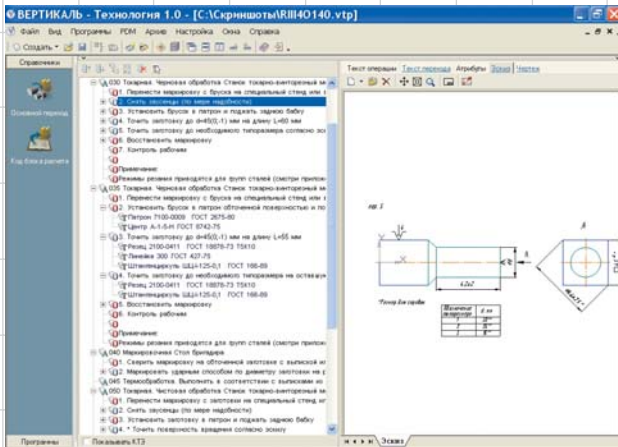 ВЕРТИКАЛЬ - Технология 1.0 - [C:\Скриншоты\RIII4O140.vtp]
Файл Вид Программы PDM Архив Настройка Окна Справка
Создать
Справочники
Основной переход
Код блока расчета
Программы
030 Токарная. Черновая обработка Станок токарно-винторезный
1. Перенести маркировку с бруска на специальный стенд или
2. Снять заусенцы (по мере надобности)
3. Установить брусок в патрон и поджать заднюю бабку
4. Точить заготовку до d=45(0;-1) мм на длину L=60 мм
5. Точить заготовку до необходимого типоразмера согласно
6. Восстановить маркировку
7. Контроль рабочим
Примечание
Режимы резания приводятся для групп сталей (смотри
035 Токарная. Черновая обработка Станок токарно-винторезный
1. Перенести маркировку с бруска на специальный стенд или
2. Установить брусок в патрон обточенной поверхностью и по
Патрон 7100-0009 ГОСТ 2675-80
Центр А-1-5-Н ГОСТ 8742-75
3. Точить заготовку до d=45(0;-1) мм на длину L=55 мм
Резец 2100-0411 ГОСТ 18878-73 Т5К10
Линейка 300 ГОСТ 427-75
Штангенциркуль ШЦ-I-125-0,1 ГОСТ 166-89
4. Точить заготовку до необходимого типоразмера на
Резец 2100-0411 ГОСТ 18878-73 Т5К10
Штангенциркуль ШЦ-I-125-0,1 ГОСТ 166-89
5. Восстановить маркировку
6. Контроль рабочим
Примечание
Режимы резания приводятся для групп сталей (смотри
040 Маркировочная Стол бригадира
1. Сверить маркировку на обточенной заготовке с выпиской
2. Маркировать ударным способом по диаметру заготовки на
045 Термообработка. Выполнить в соответствии с выписками из
050 Токарная. Чистовая обработка Станок токарно-винторезный
1. Перенести маркировку с заготовки на специальный стенд
2. Снять заусенцы (по мере надобности)
3. Установить заготовку в патрон и поджать заднюю бабку
4. * Точить поверхность вращения согласно эскизу
Показывать КТЭ
Текст операции Текст перехода Атрибуты Эскиз Чертеж
А
*Размер для справок
Эскиз